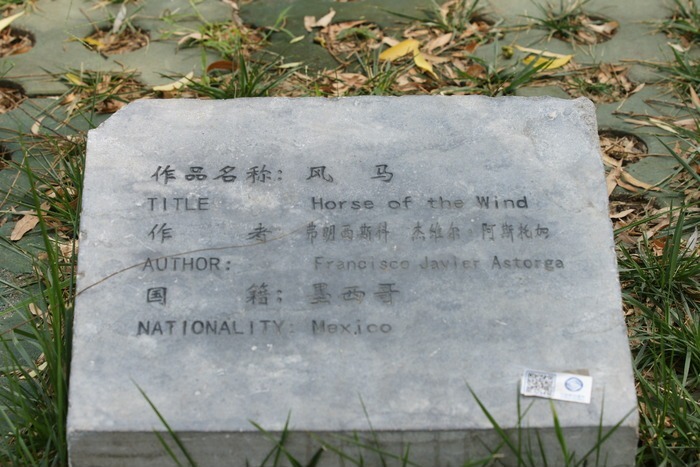 作品名称： 风 马
TITLE Horse of the Wind
作 者 弗朗西斯科 杰维尔 阿斯托加
AUTHOR: Francisco Javier Astorga
国 籍： 墨西哥
NATIONALITY: Mexico